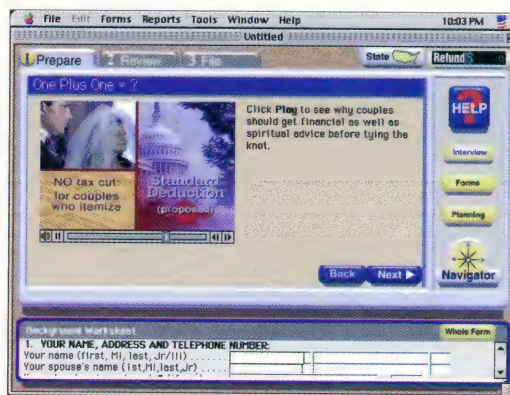 File Edit Forms Reports Tools Window Help 10:03 PM
Untitled
1 Prepare 2 Review 3 File State Refund $ 0
One Plus One = ?
Click Play to see why couples
should get financial as well as
spiritual advice before tying the
knot.
NO tax cut
for couples
who itemize
Standard
Deduction
(proposed)
HELP
Interview
Forms
Planning
Navigator
Back Next
Background Worksheet Whole Form
1. YOUR NAME, ADDRESS AND TELEPHONE NUMBER:
Your name (first, MI, last, Jr/III) ......
Your spouse's name (1st,MI,last,Jr) ......